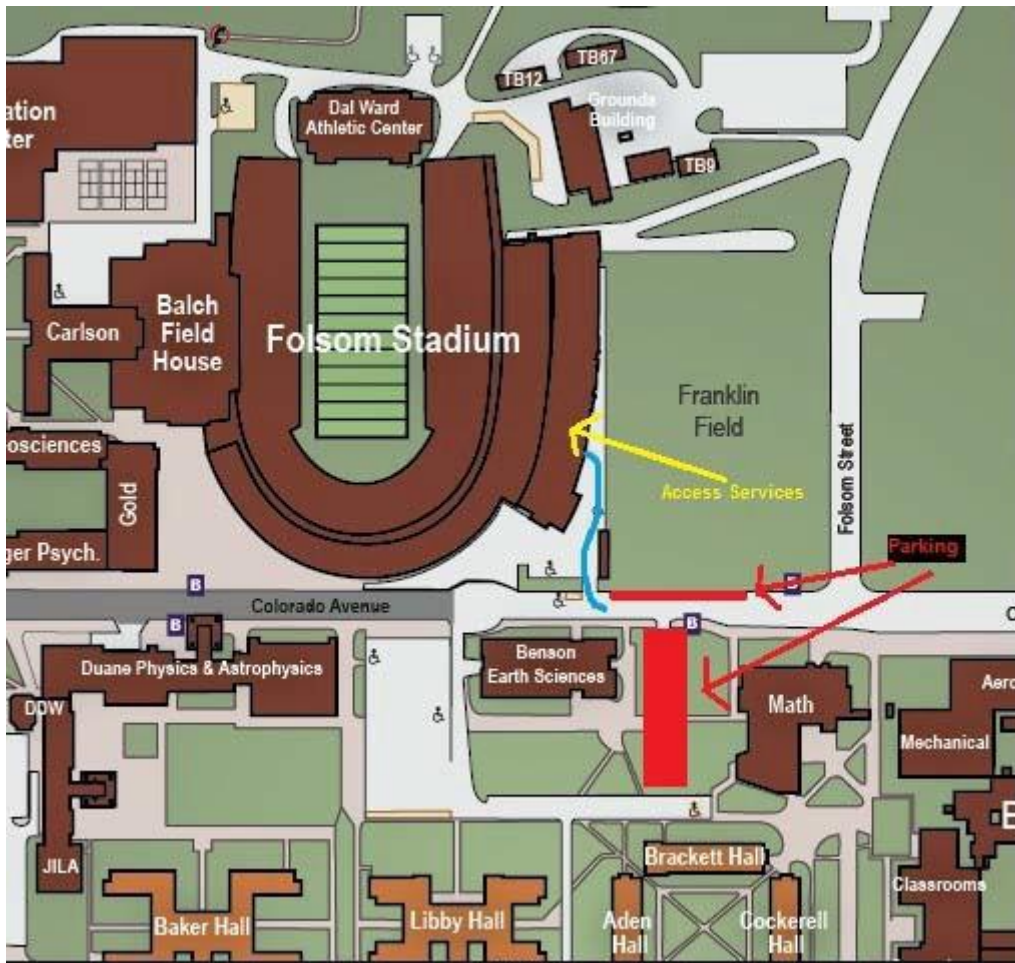 TB67
TB12
ation
ter
Dal Ward
Athletic Center
Grounds
Building
TB9
Carlson
Balch
Field
House
Folsom Stadium
Franklin
Field
Folsom Street
osciences
Gold
Access Services
ger Psych.
Parking
B
B
Colorado Avenue
B
B
Duane Physics & Astrophysics
Benson
Earth Sciences
DDW
Math
Aero
Mechanical
JILA
Brackett Hall
Classrooms
Baker Hall
Libby Hall
Aden
Hall
Cockerell
Hall